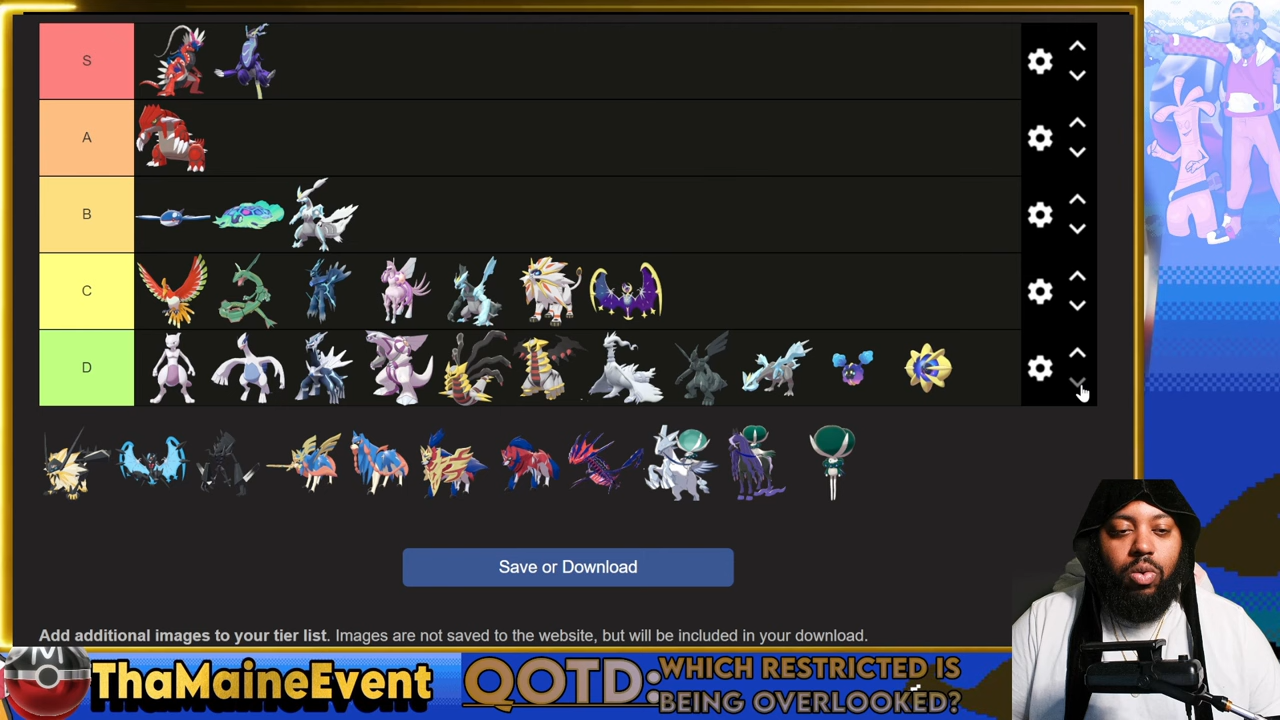 S
A
B
C
D
Save or Download
Add additional images to your tier list. Images are not saved to the website, but will be included in your download.
M
ThaMaineEvent
QOTD: WHICH RESTRICTED IS
BEING OVERLOOKED?